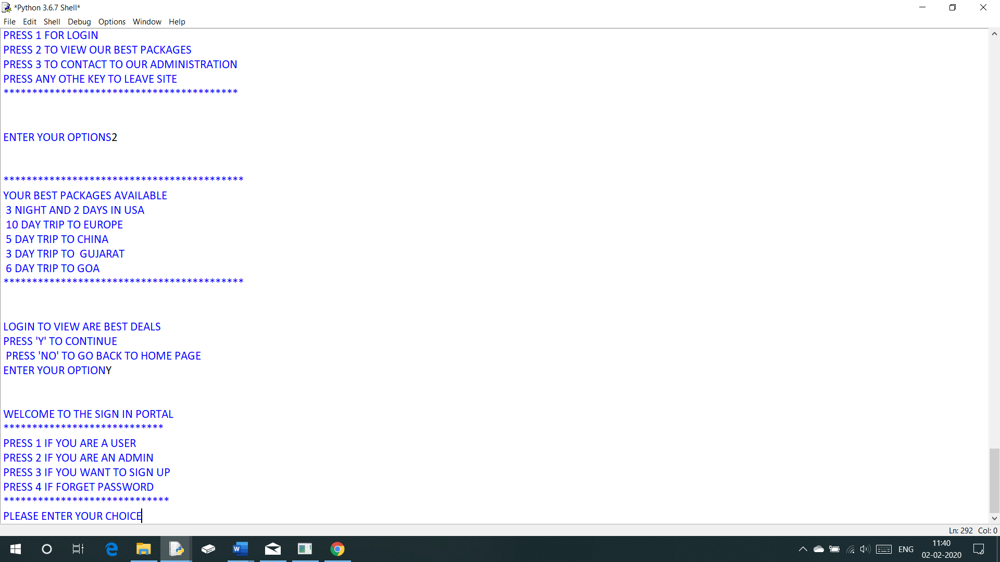 *Python 3.6.7 Shell*
File Edit Shell Debug Options Window Help
PRESS 1 FOR LOGIN
PRESS 2 TO VIEW OUR BEST PACKAGES
PRESS 3 TO CONTACT TO OUR ADMINISTRATION
PRESS ANY OTHE KEY TO LEAVE SITE
*****************************************
ENTER YOUR OPTIONS2
******************************************
YOUR BEST PACKAGES AVAILABLE
3 NIGHT AND 2 DAYS IN USA
10 DAY TRIP TO EUROPE
5 DAY TRIP TO CHINA
3 DAY TRIP TO  GUJARAT
6 DAY TRIP TO GOA
******************************************
LOGIN TO VIEW ARE BEST DEALS
PRESS 'Y' TO CONTINUE
PRESS 'NO' TO GO BACK TO HOME PAGE
ENTER YOUR OPTIONY
WELCOME TO THE SIGN IN PORTAL
****************************
PRESS 1 IF YOU ARE A USER
PRESS 2 IF YOU ARE AN ADMIN
PRESS 3 IF YOU WANT TO SIGN UP
PRESS 4 IF FORGET PASSWORD
*****************************
PLEASE ENTER YOUR CHOICE
Ln: 292 Col: 0
ENG
11:40
02-02-2020